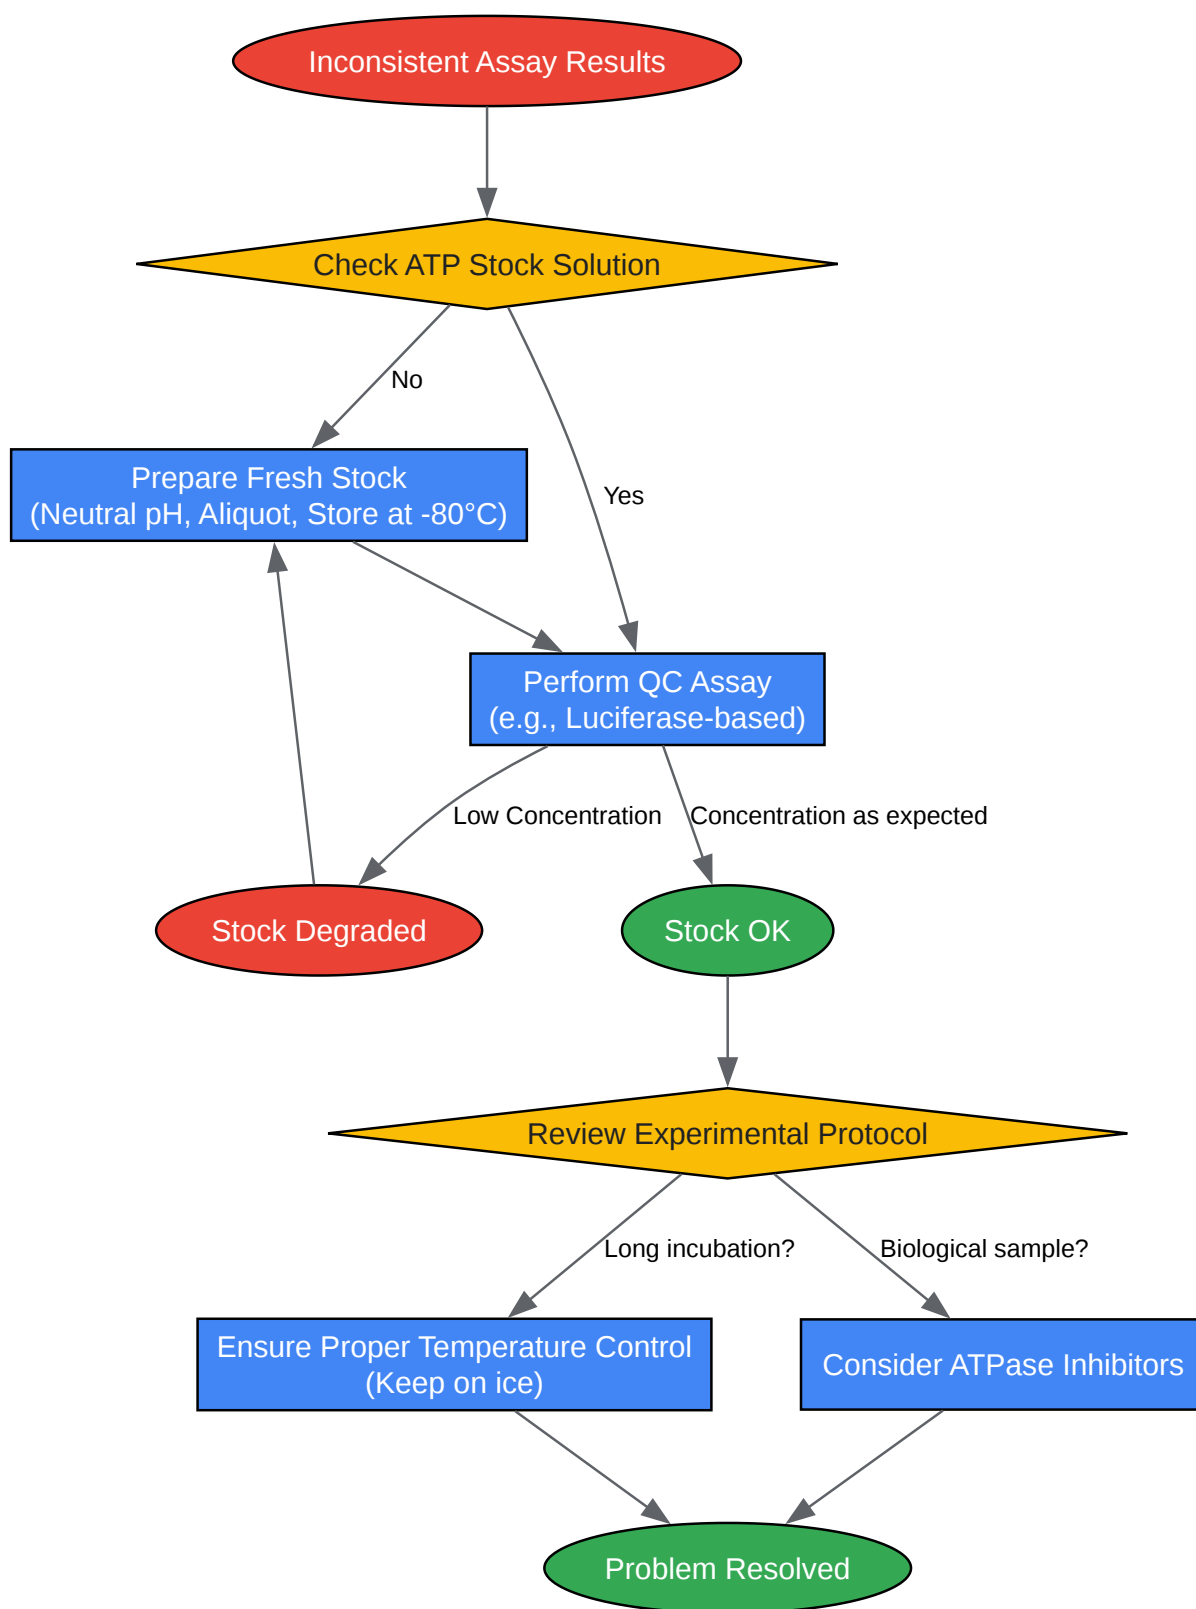 Inconsistent Assay Results
Check ATP Stock Solution
No
Prepare Fresh Stock
(Neutral pH, Aliquot, Store at -80°C)
Yes
Perform QC Assay
(e.g., Luciferase-based)
Low Concentration
Concentration as expected
Stock Degraded
Stock OK
Review Experimental Protocol
Long incubation?
Biological sample?
Ensure Proper Temperature Control
(Keep on ice)
Consider ATPase Inhibitors
Problem Resolved